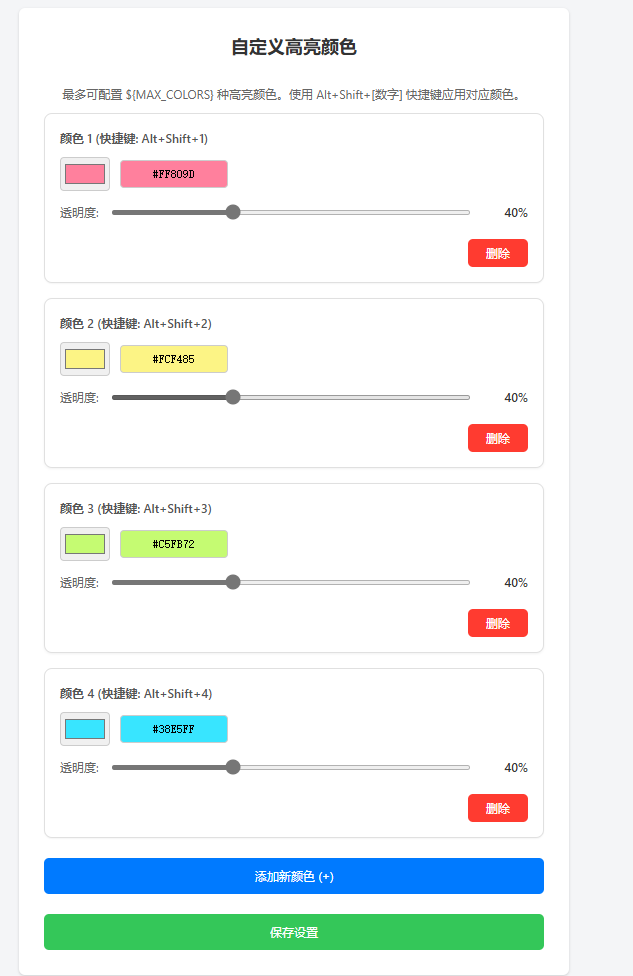 自定义高亮颜色
最多可配置 ${MAX_COLORS} 种高亮颜色。使用 Alt+Shift+[数字] 快捷键应用对应颜色。
颜色 1 (快捷键: Alt+Shift+1)
#FF809D
透明度: 40%
删除
颜色 2 (快捷键: Alt+Shift+2)
#FCF485
透明度: 40%
删除
颜色 3 (快捷键: Alt+Shift+3)
#C5FB72
透明度: 40%
删除
颜色 4 (快捷键: Alt+Shift+4)
#38E5FF
透明度: 40%
删除
添加新颜色 (+)
保存设置